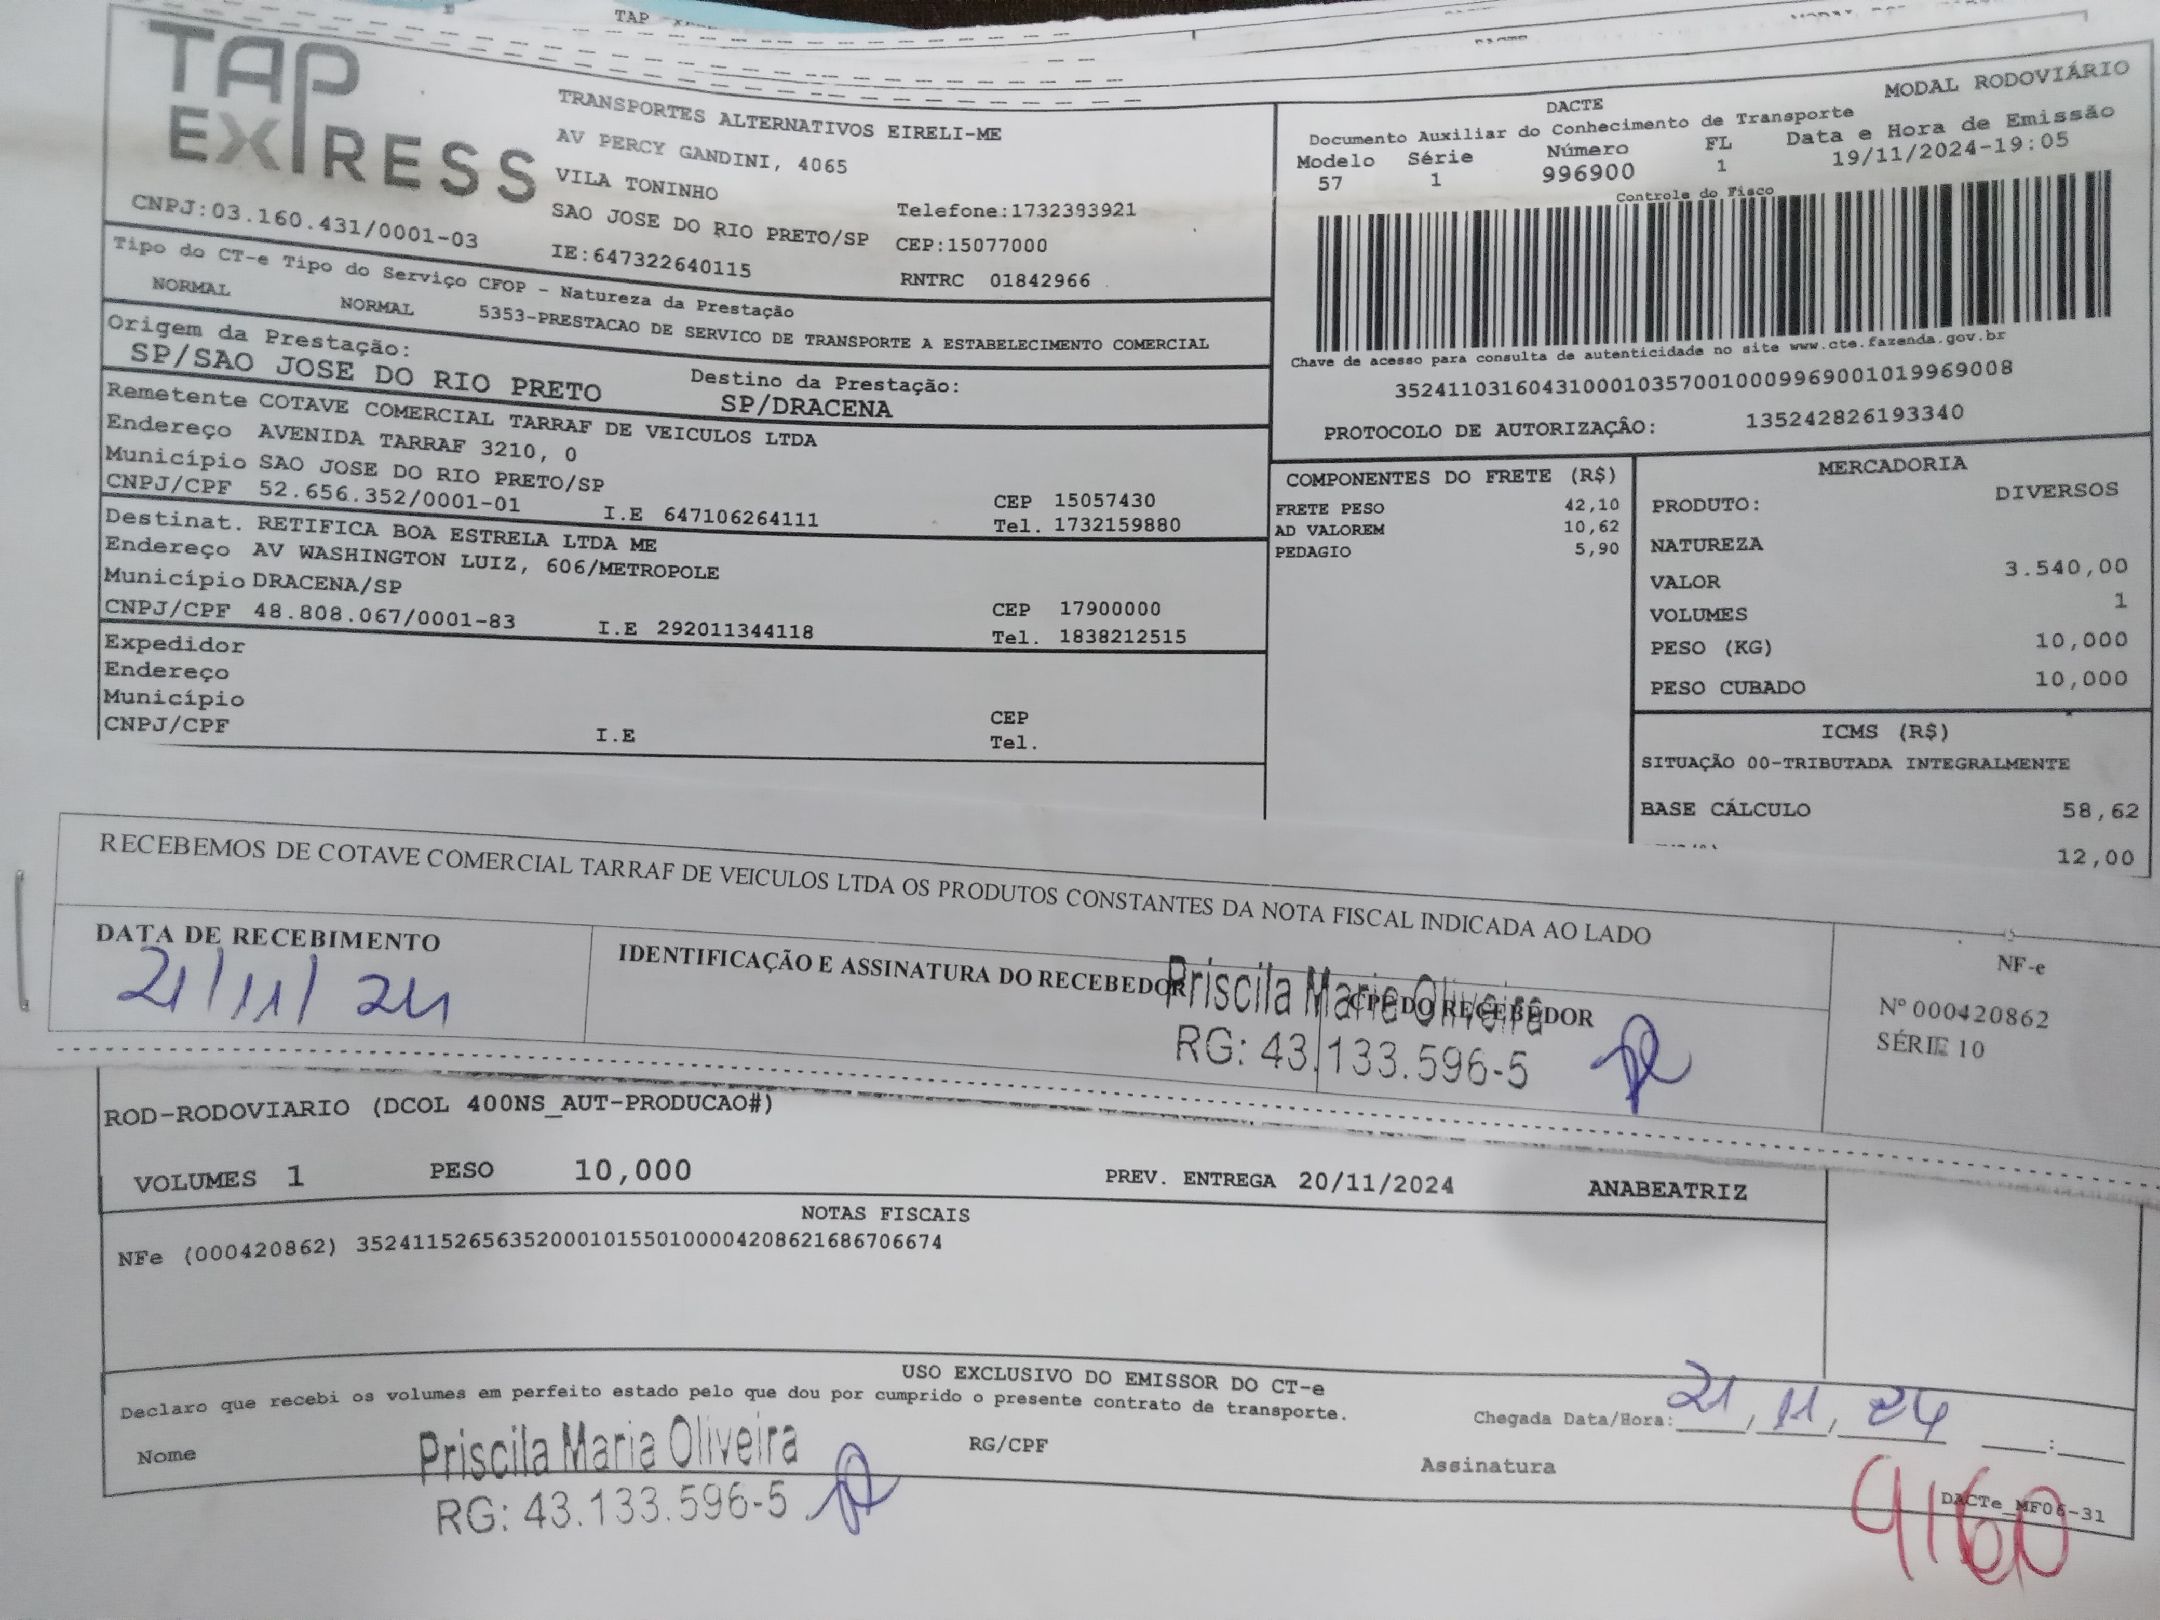 TAP
TAP
EXPRESS
TRANSPORTES ALTERNATIVOS EIRELI-ME
AV PERCY GANDINI, 4065
VILA TONINHO
SAO JOSE DO RIO PRETO/SP
Telefone:1732393921
CEP:15077000
CNPJ:03.160.431/0001-03
IE:647322640115
RNTRC 01842966
DACTE
MODAL RODOVIÁRIO
Documento Auxiliar do Conhecimento de Transporte
Modelo Série Número FL Data e Hora de Emissão
57 1 996900 1 19/11/2024-19:05
Controle do Fisco
Chave de acesso para consulta de autenticidade no site www.cte.fazenda.gov.br
35241103160431000103570010009969001019969008
PROTOCOLO DE AUTORIZAÇÃO: 135242826193340
Tipo do CT-e Tipo do Serviço CFOP - Natureza da Prestação
NORMAL NORMAL 5353-PRESTACAO DE SERVICO DE TRANSPORTE A ESTABELECIMENTO COMERCIAL
Origem da Prestação:
SP/SAO JOSE DO RIO PRETO
Destino da Prestação:
SP/DRACENA
Remetente COTAVE COMERCIAL TARRAF DE VEICULOS LTDA
Endereço AVENIDA TARRAF 3210, 0
Município SAO JOSE DO RIO PRETO/SP CEP 15057430
CNPJ/CPF 52.656.352/0001-01 I.E 647106264111 Tel. 1732159880
Destinat. RETIFICA BOA ESTRELA LTDA ME
Endereço AV WASHINGTON LUIZ, 606/METROPOLE
Município DRACENA/SP CEP 17900000
CNPJ/CPF 48.808.067/0001-83 I.E 292011344118 Tel. 1838212515
Expedidor
Endereço
Município CEP
CNPJ/CPF I.E Tel.
COMPONENTES DO FRETE (R$)
FRETE PESO 42,10
AD VALOREM 10,62
PEDAGIO 5,90
MERCADORIA
PRODUTO: DIVERSOS
NATUREZA
VALOR 3.540,00
VOLUMES 1
PESO (KG) 10,000
PESO CUBADO 10,000
ICMS (R$)
SITUAÇÃO 00-TRIBUTADA INTEGRALMENTE
BASE CÁLCULO 58,62
12,00
RECEBEMOS DE COTAVE COMERCIAL TARRAF DE VEICULOS LTDA OS PRODUTOS CONSTANTES DA NOTA FISCAL INDICADA AO LADO
DATA DE RECEBIMENTO
21/11/24
IDENTIFICAÇÃO E ASSINATURA DO RECEBEDOR
CPF DO RECEBEDOR
Priscila Maria Oliveira
RG: 43.133.596-5
NF-e
Nº 000420862
SÉRIE 10
ROD-RODOVIARIO (DCOL 400NS_AUT-PRODUCAO#)
VOLUMES 1 PESO 10,000 PREV. ENTREGA 20/11/2024 ANABEATRIZ
NOTAS FISCAIS
NFe (000420862) 35241152656352000101550100004208621686706674
USO EXCLUSIVO DO EMISSOR DO CT-e
Declaro que recebi os volumes em perfeito estado pelo que dou por cumprido o presente contrato de transporte.
Chegada Data/Hora: 21/11/24 :
Nome Priscila Maria Oliveira RG/CPF Assinatura
RG: 43.133.596-5
DACTe_MF06-31
9160